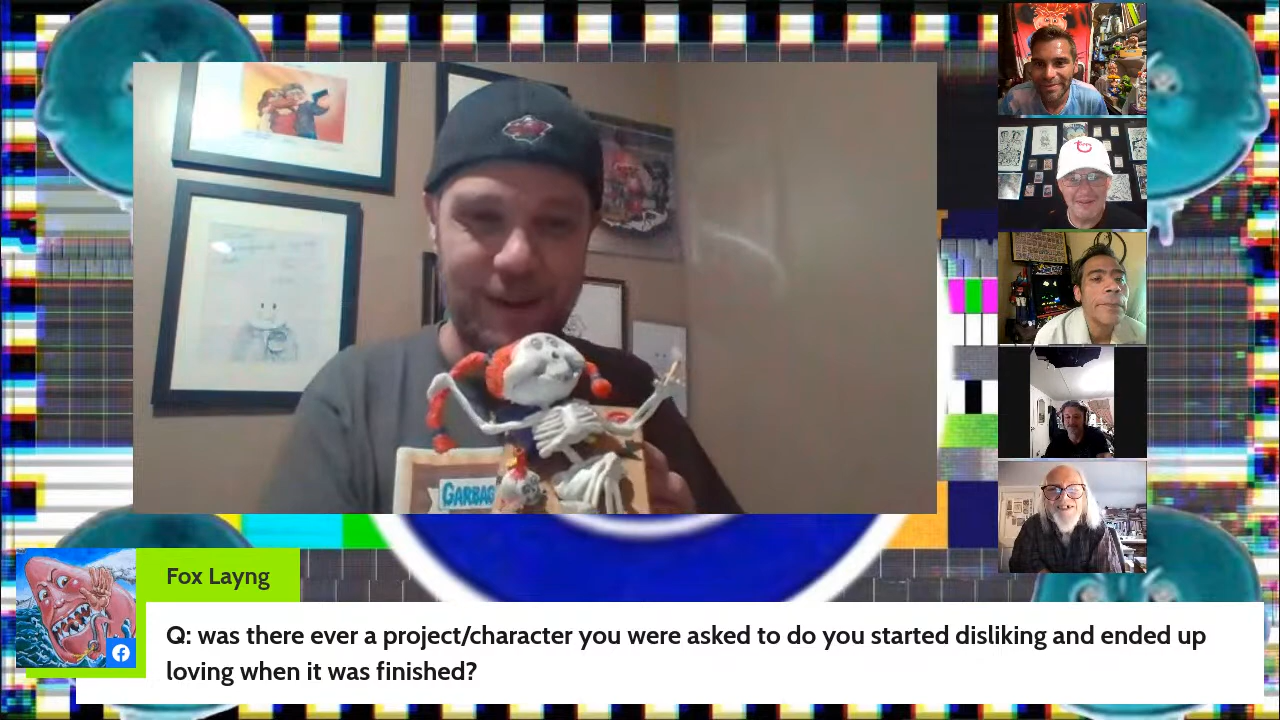 GARBAG
Fox Layng
Q: was there ever a project/character you were asked to do you started disliking and ended up
loving when it was finished?